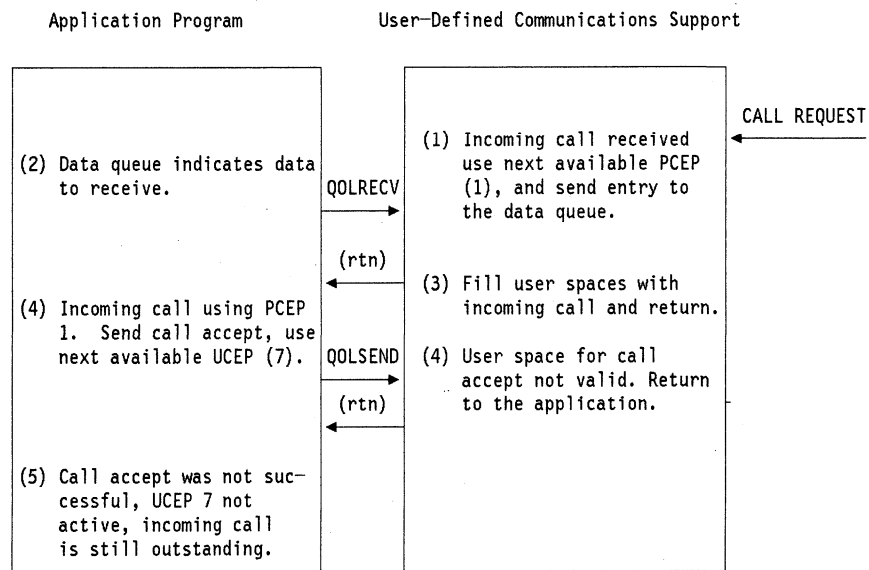 Application Program
User-Defined Communications Support
CALL REQUEST
(1) Incoming call received
use next available PCEP
(1), and send entry to
the data queue.
(2) Data queue indicates data
to receive.
QOLRECV
(rtn)
(3) Fill user spaces with
incoming call and return.
(4) Incoming call using PCEP
1. Send call accept, use
next available UCEP (7).
QOLSEND
(4) User space for call
accept not valid. Return
to the application.
(rtn)
(5) Call accept was not suc-
cessful, UCEP 7 not
active, incoming call
is still outstanding.